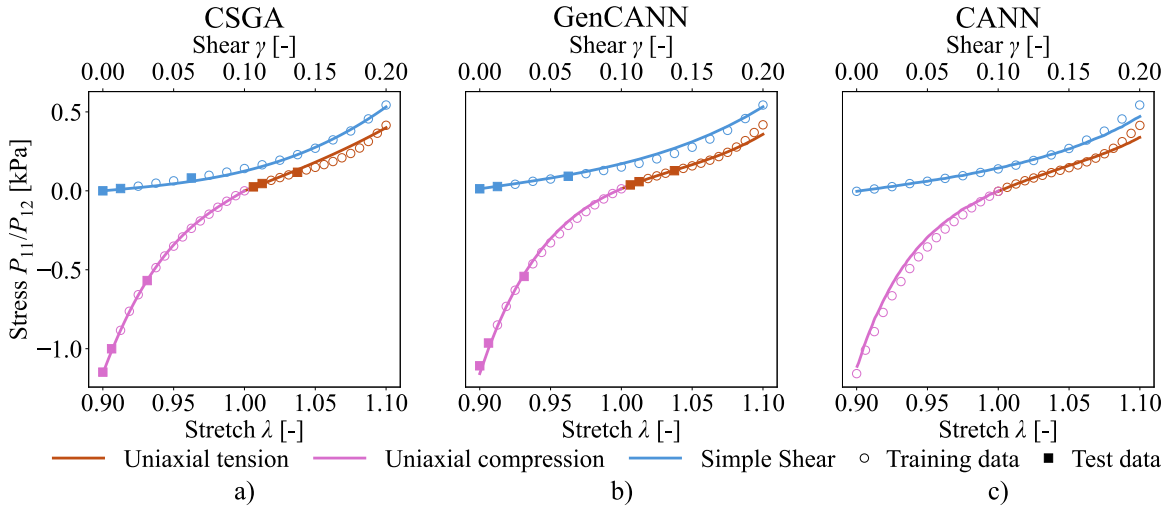 CSGA GenCANN CANN
Shear γ [-] Shear γ [-] Shear γ [-]
0.00 0.05 0.10 0.15 0.20 0.00 0.05 0.10 0.15 0.20 0.00 0.05 0.10 0.15 0.20
Stress P₁₁/P₁₂ [kPa]
0.5
0.0
−0.5
−1.0
0.90 0.95 1.00 1.05 1.10 0.90 0.95 1.00 1.05 1.10 0.90 0.95 1.00 1.05 1.10
Stretch λ [-] Stretch λ [-] Stretch λ [-]
Uniaxial tension Uniaxial compression Simple Shear Training data Test data
a) b) c)